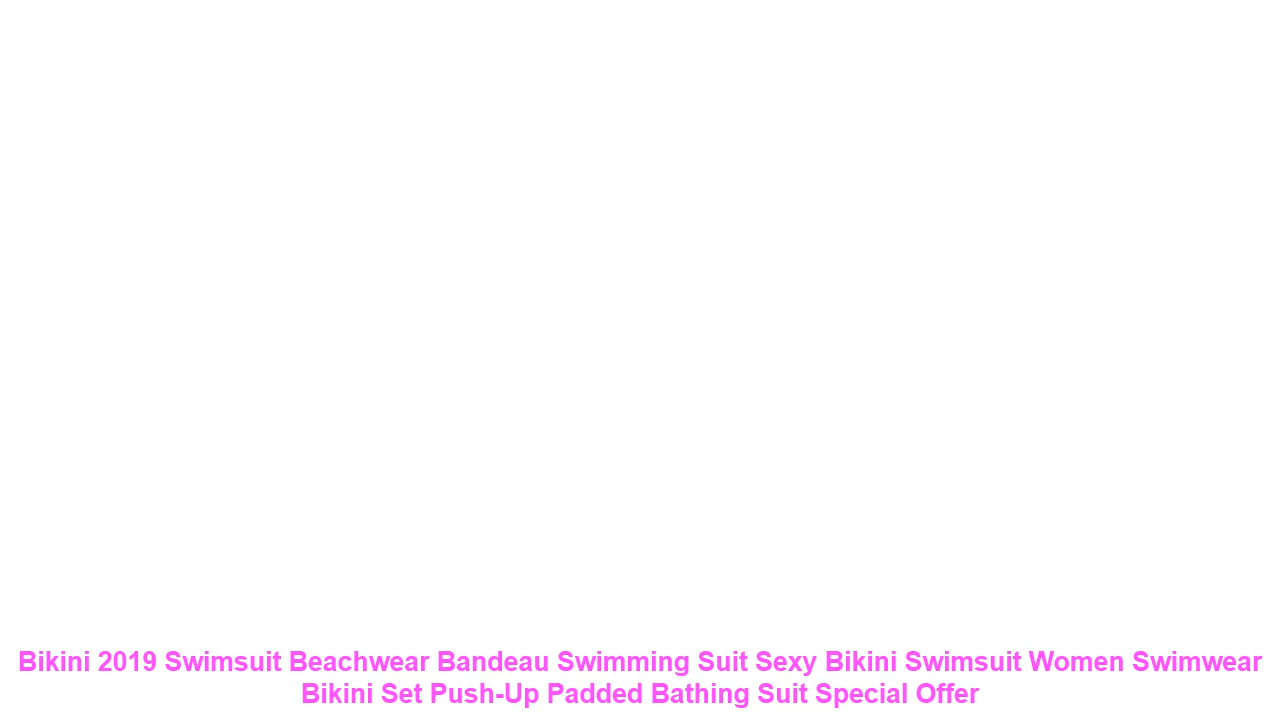 Bikini 2019 Swimsuit Beachwear Bandeau Swimming Suit Sexy Bikini Swimsuit Women Swimwear
Bikini Set Push-Up Padded Bathing Suit Special Offer